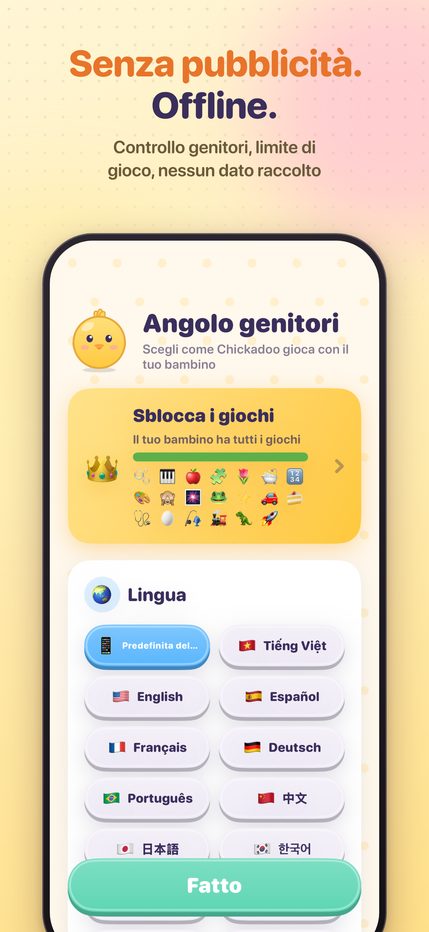 Senza pubblicità.
Offline.
Controllo genitori, limite di
gioco, nessun dato raccolto
Angolo genitori
Scegli come Chickadoo gioca con il
tuo bambino
Sblocca i giochi
Il tuo bambino ha tutti i giochi
Lingua
Predefinita del...
Tiếng Việt
English
Español
Français
Deutsch
Português
中文
日本語
한국어
Fatto